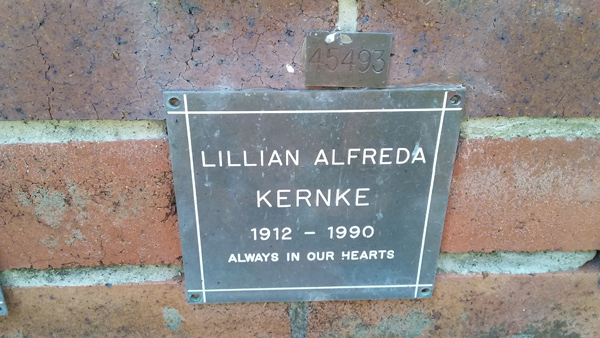 45493
LILLIAN ALFREDA
KERNKE
1912 – 1990
ALWAYS IN OUR HEARTS